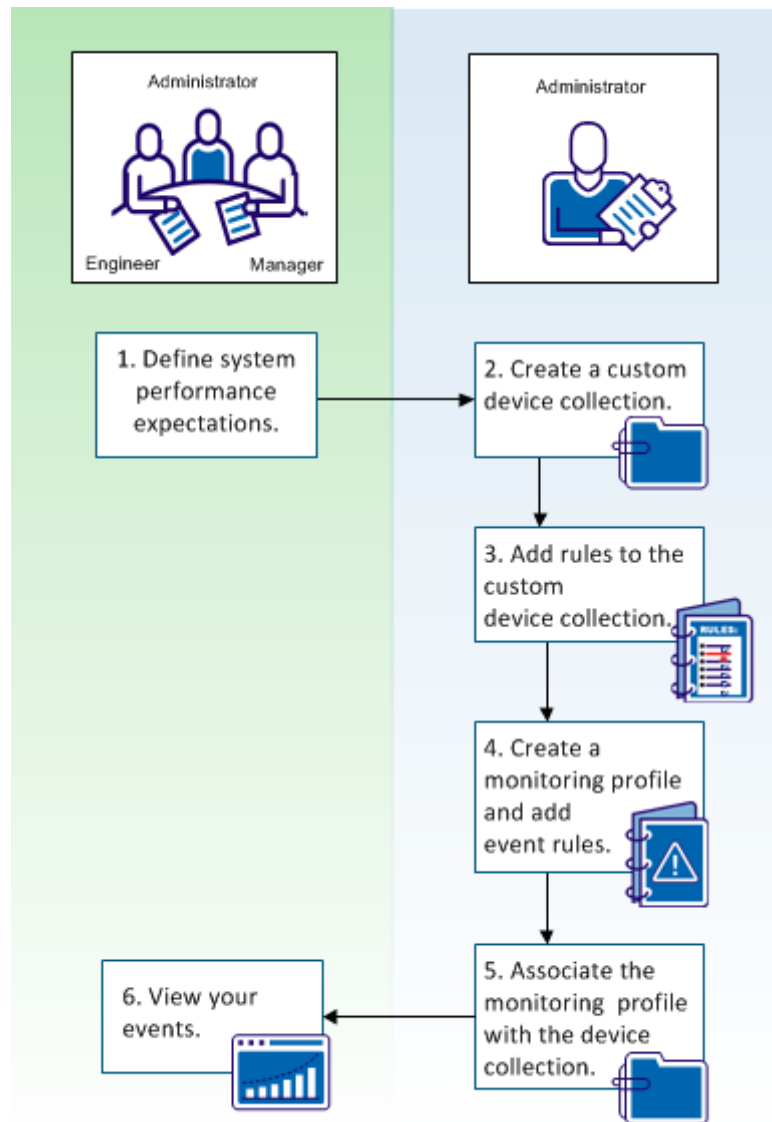 Administrator
Engineer
Manager
Administrator
1. Define system
performance
expectations.
2. Create a custom
device collection.
3. Add rules to the
custom
device collection.
RULES:
4. Create a
monitoring profile
and add
event rules.
5. Associate the
monitoring profile
with the device
collection.
6. View your
events.